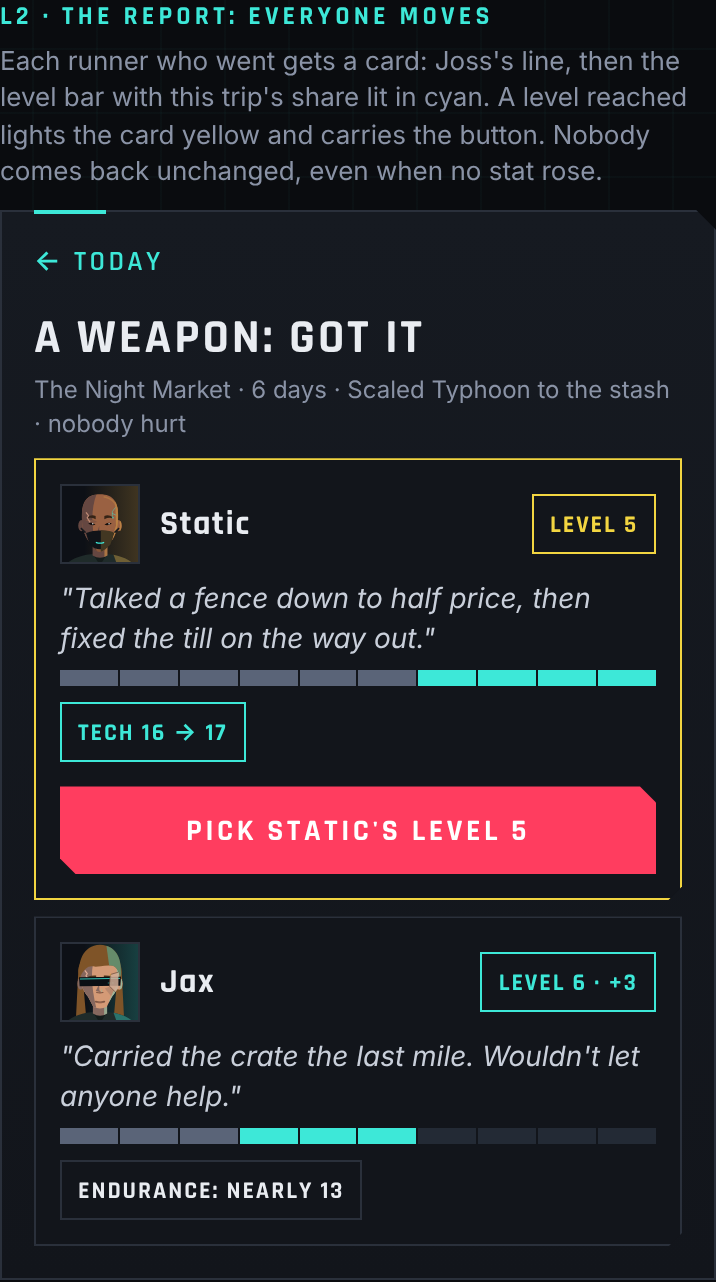 L2 · THE REPORT: EVERYONE MOVES
Each runner who went gets a card: Joss's line, then the
level bar with this trip's share lit in cyan. A level reached
lights the card yellow and carries the button. Nobody
comes back unchanged, even when no stat rose.
← TODAY
A WEAPON: GOT IT
The Night Market · 6 days · Scaled Typhoon to the stash
· nobody hurt
Static
LEVEL 5
"Talked a fence down to half price, then
fixed the till on the way out."
TECH 16 → 17
PICK STATIC'S LEVEL 5
Jax
LEVEL 6 · +3
"Carried the crate the last mile. Wouldn't let
anyone help."
ENDURANCE: NEARLY 13